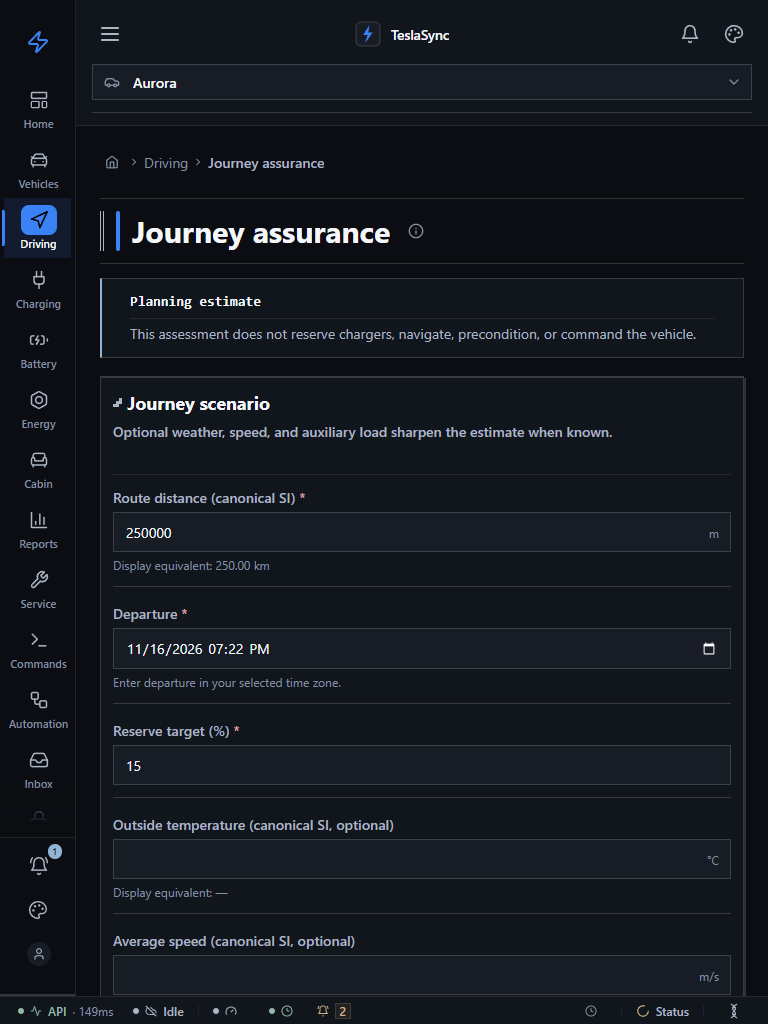 TeslaSync
Aurora
Home
Vehicles
Driving
Charging
Battery
Energy
Cabin
Reports
Service
Commands
Automation
Inbox
1
Driving
Journey assurance
Journey assurance
Planning estimate
This assessment does not reserve chargers, navigate, precondition, or command the vehicle.
Journey scenario
Optional weather, speed, and auxiliary load sharpen the estimate when known.
Route distance (canonical SI) *
250000 m
Display equivalent: 250.00 km
Departure *
11/16/2026 07:22 PM
Enter departure in your selected time zone.
Reserve target (%) *
15
Outside temperature (canonical SI, optional)
°C
Display equivalent: —
Average speed (canonical SI, optional)
m/s
API · 149ms Idle 2 Status